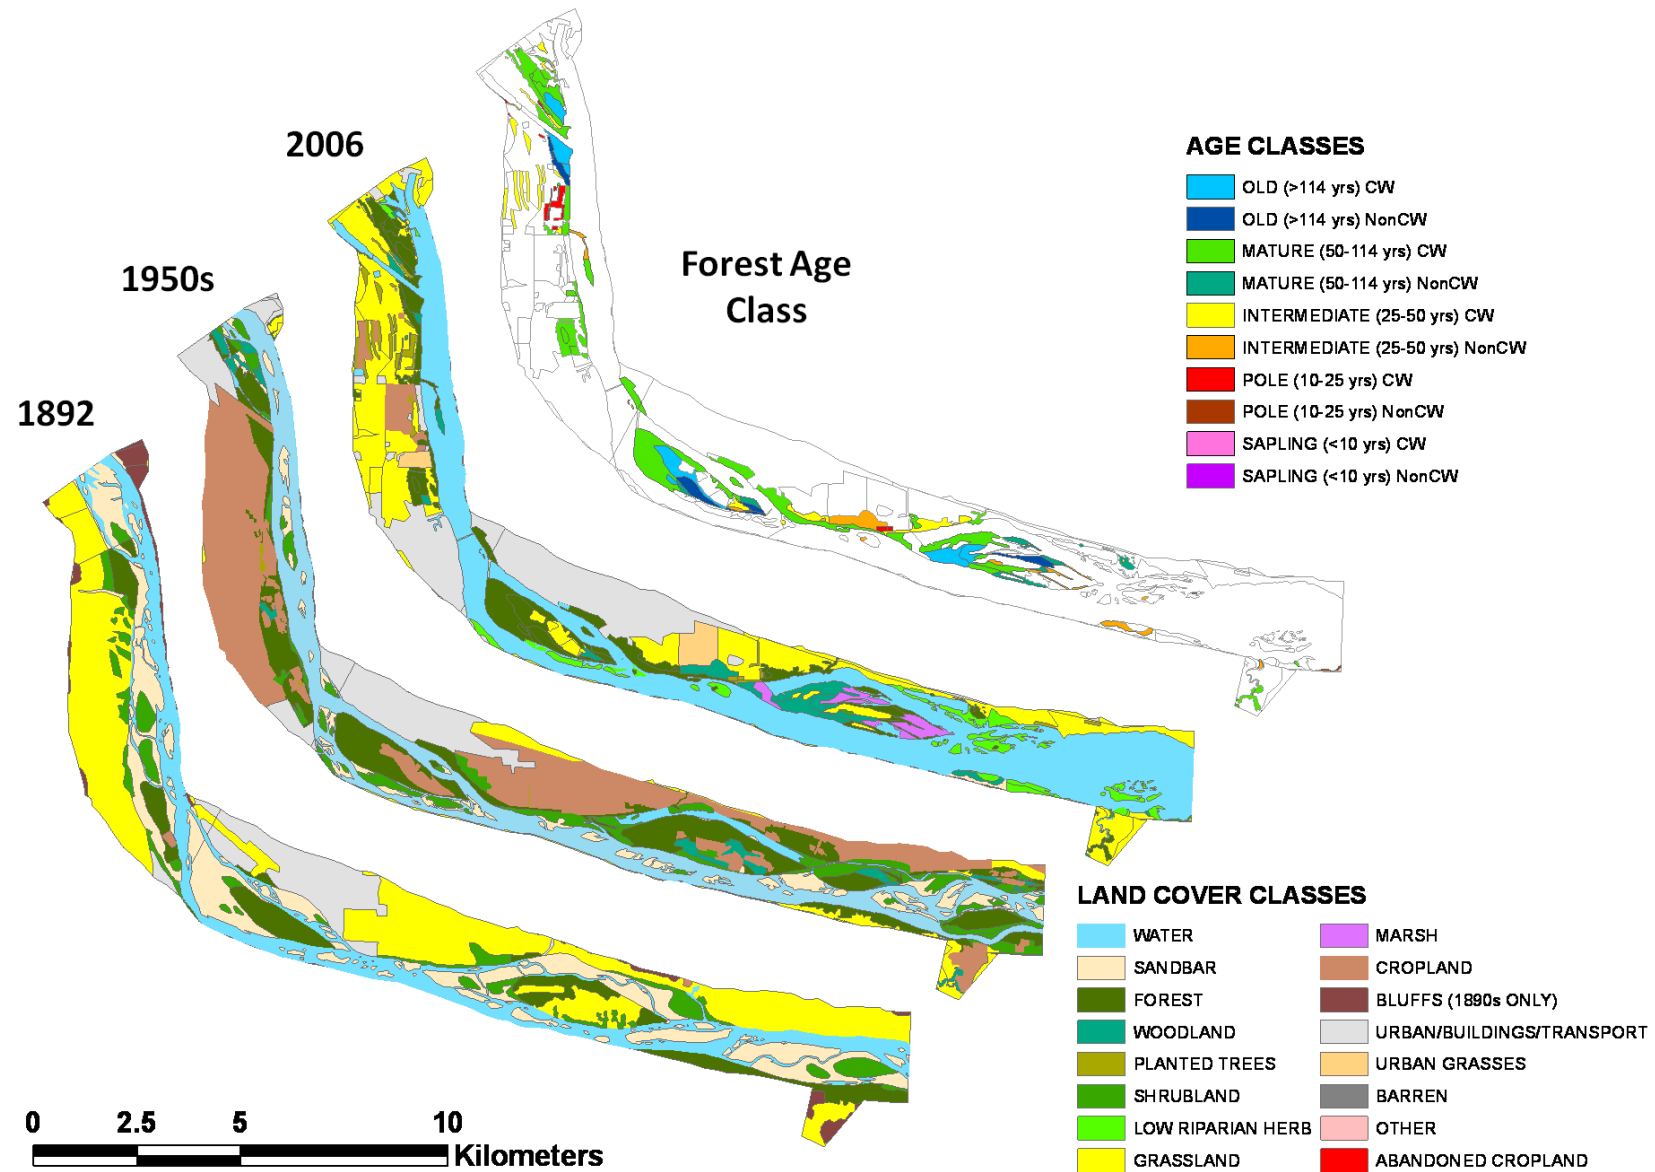 2006
1950s
1892
Forest Age
Class
AGE CLASSES
OLD (>114 yrs) CW
OLD (>114 yrs) NonCW
MATURE (50-114 yrs) CW
MATURE (50-114 yrs) NonCW
INTERMEDIATE (25-50 yrs) CW
INTERMEDIATE (25-50 yrs) NonCW
POLE (10-25 yrs) CW
POLE (10-25 yrs) NonCW
SAPLING (<10 yrs) CW
SAPLING (<10 yrs) NonCW
LAND COVER CLASSES
WATER
SANDBAR
FOREST
WOODLAND
PLANTED TREES
SHRUBLAND
LOW RIPARIAN HERB
GRASSLAND
MARSH
CROPLAND
BLUFFS (1890s ONLY)
URBAN/BUILDINGS/TRANSPORT
URBAN GRASSES
BARREN
OTHER
ABANDONED CROPLAND
0 2.5 5 10
Kilometers